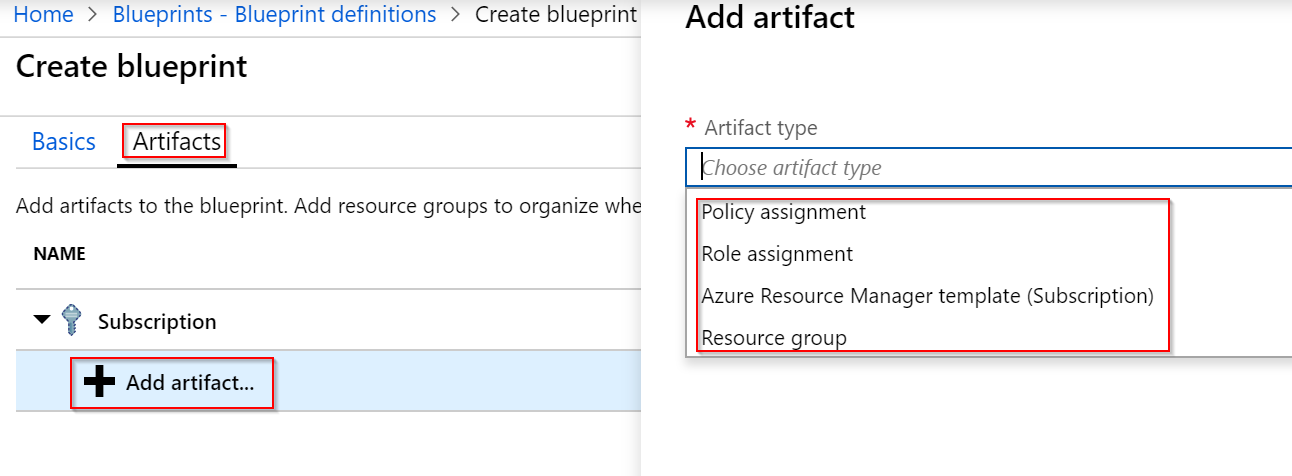 Home > Blueprints - Blueprint definitions > Create blueprint
Create blueprint
Basics Artifacts
Add artifacts to the blueprint. Add resource groups to organize whe
NAME
Subscription
Add artifact...
Add artifact
* Artifact type
Choose artifact type
Policy assignment
Role assignment
Azure Resource Manager template (Subscription)
Resource group